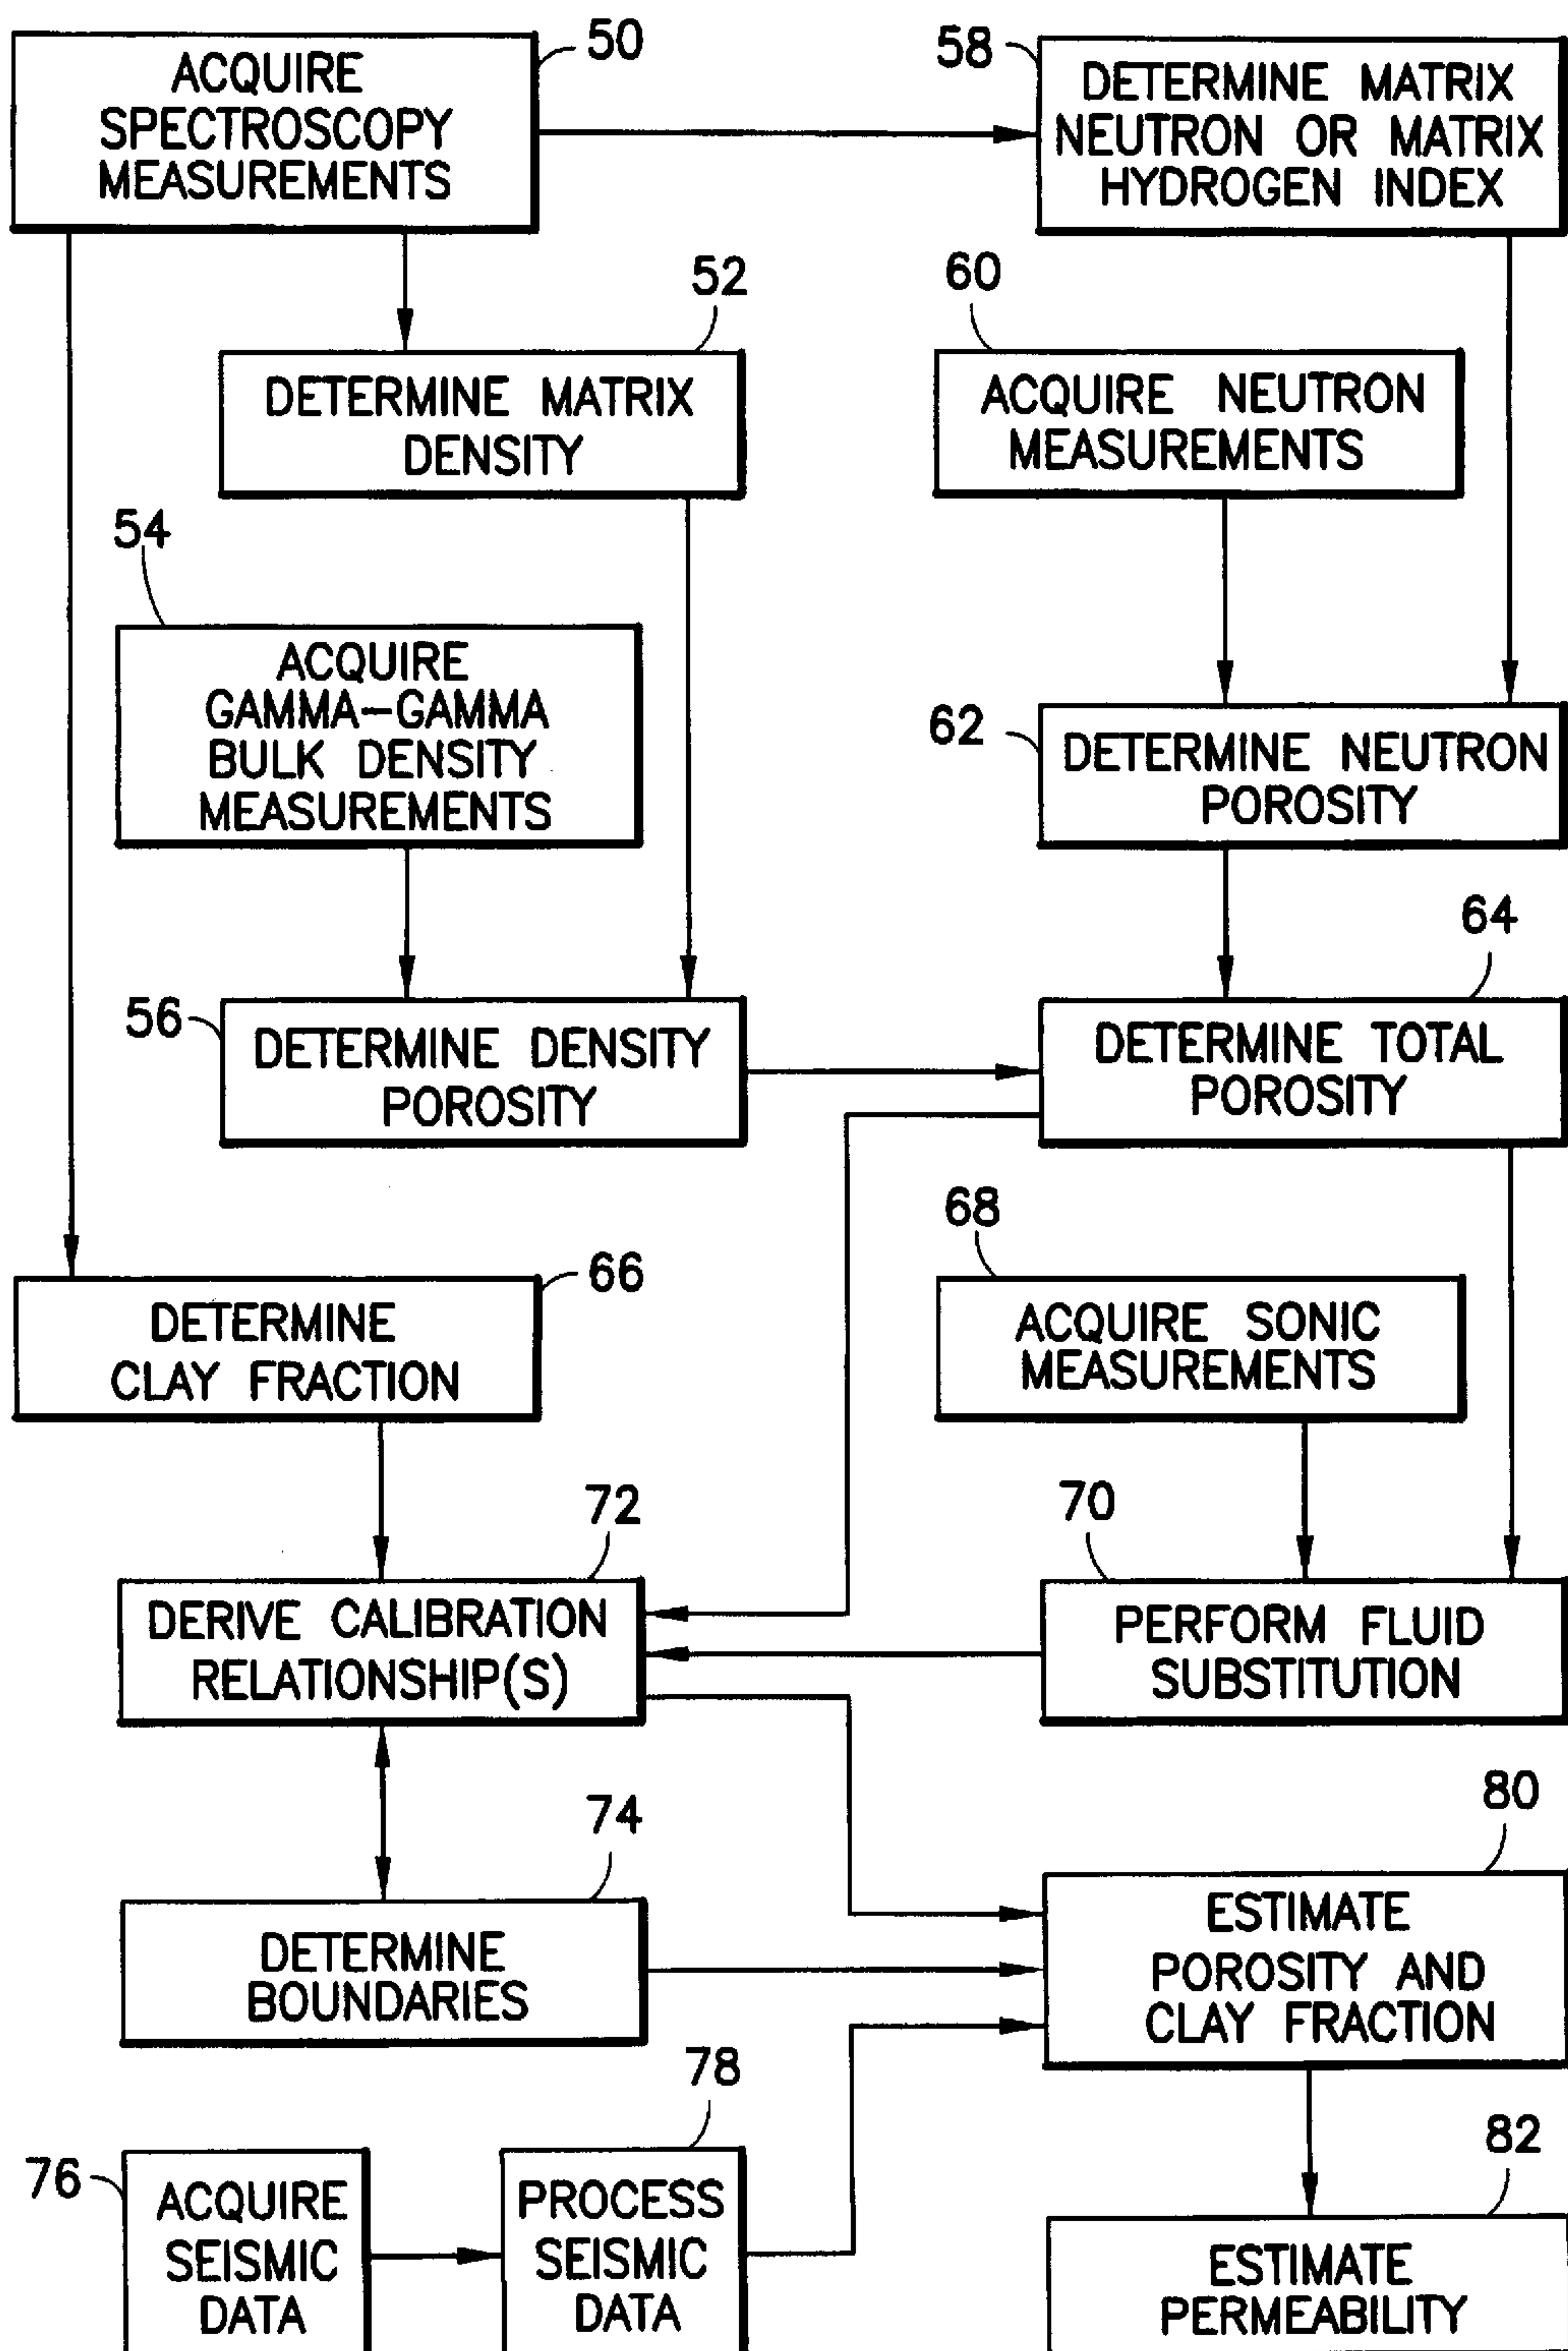 50
ACQUIRE
SPECTROSCOPY
MEASUREMENTS
58
DETERMINE MATRIX
NEUTRON OR MATRIX
HYDROGEN INDEX
52
DETERMINE MATRIX
DENSITY
60
ACQUIRE NEUTRON
MEASUREMENTS
54
ACQUIRE
GAMMA-GAMMA
BULK DENSITY
MEASUREMENTS
62
DETERMINE NEUTRON
POROSITY
56
DETERMINE DENSITY
POROSITY
64
DETERMINE TOTAL
POROSITY
66
DETERMINE
CLAY FRACTION
68
ACQUIRE SONIC
MEASUREMENTS
72
DERIVE CALIBRATION
RELATIONSHIP(S)
70
PERFORM FLUID
SUBSTITUTION
74
DETERMINE
BOUNDARIES
80
ESTIMATE
POROSITY AND
CLAY FRACTION
76
ACQUIRE
SEISMIC
DATA
78
PROCESS
SEISMIC
DATA
82
ESTIMATE
PERMEABILITY